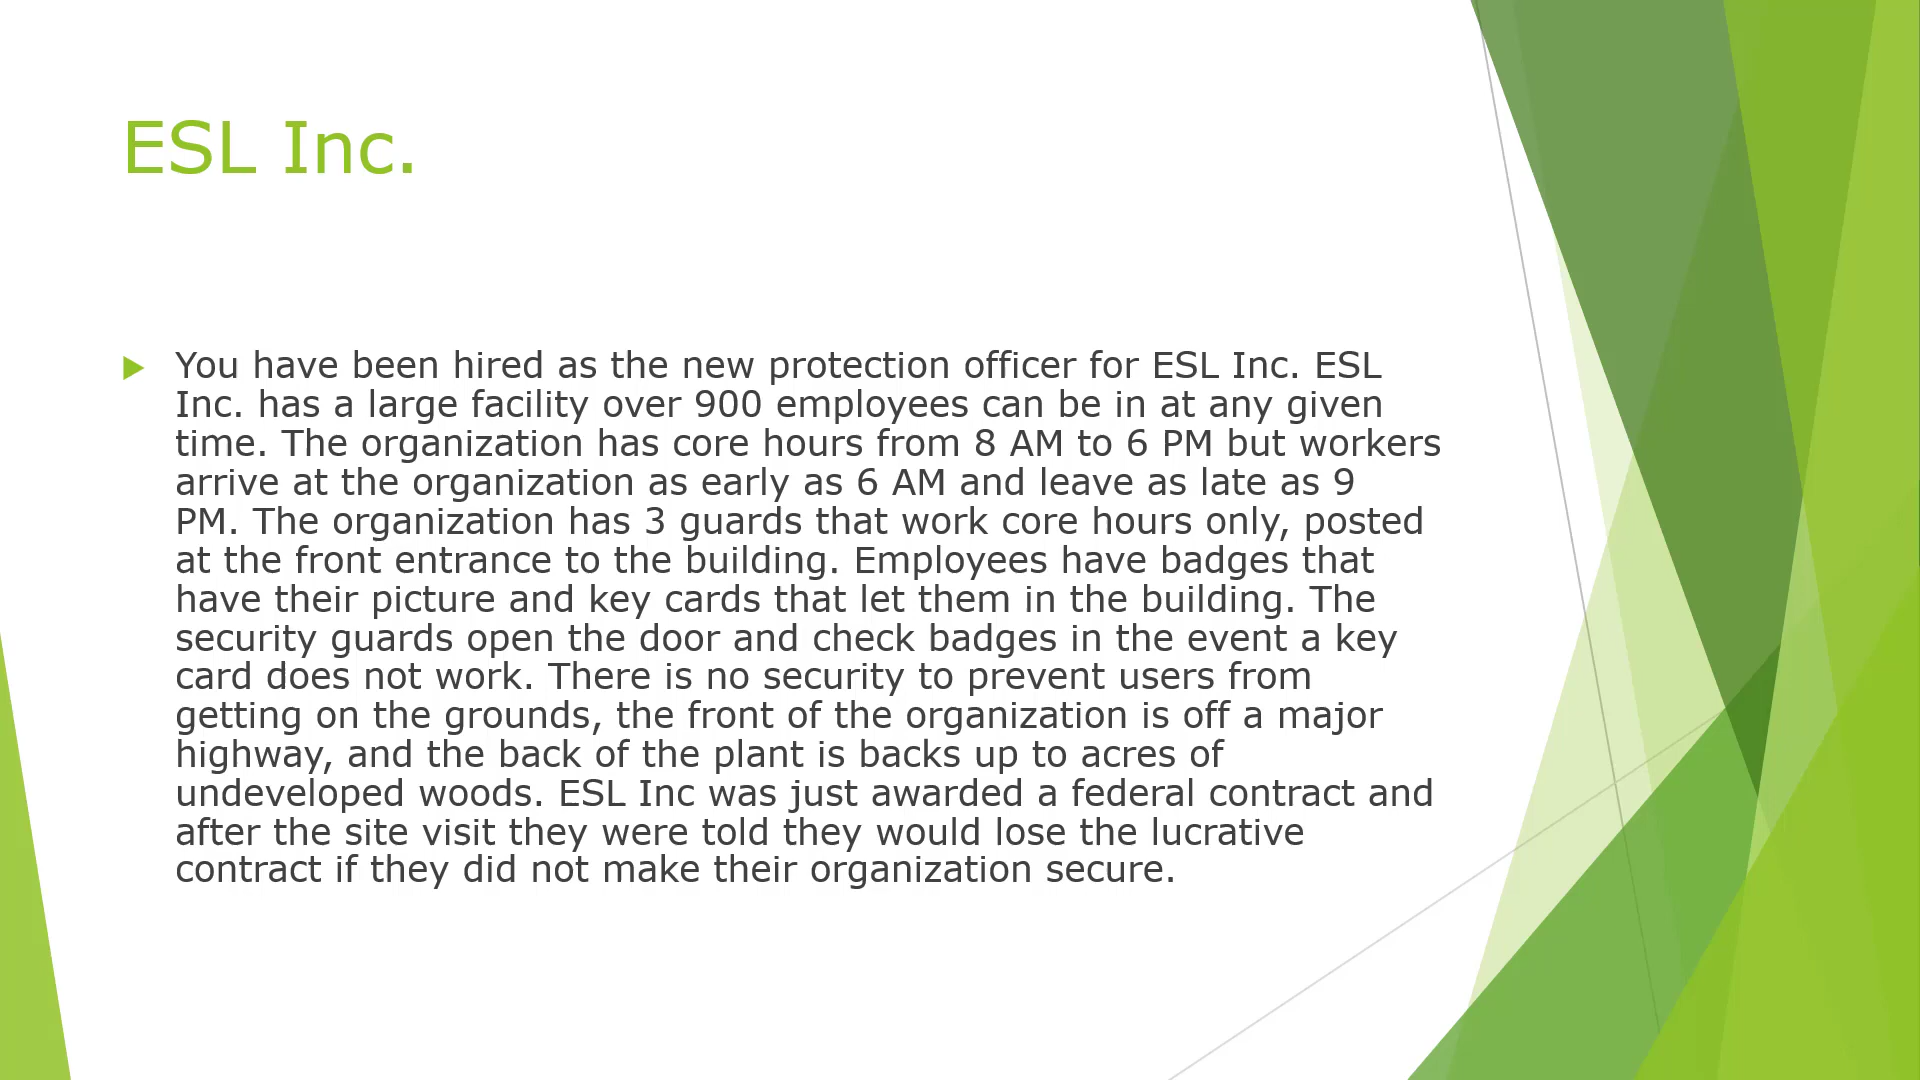 ESL Inc.
You have been hired as the new protection officer for ESL Inc. ESL
Inc. has a large facility over 900 employees can be in at any given
time. The organization has core hours from 8 AM to 6 PM but workers
arrive at the organization as early as 6 AM and leave as late as 9
PM. The organization has 3 guards that work core hours only, posted
at the front entrance to the building. Employees have badges that
have their picture and key cards that let them in the building. The
security guards open the door and check badges in the event a key
card does not work. There is no security to prevent users from
getting on the grounds, the front of the organization is off a major
highway, and the back of the plant is backs up to acres of
undeveloped woods. ESL Inc was just awarded a federal contract and
after the site visit they were told they would lose the lucrative
contract if they did not make their organization secure.